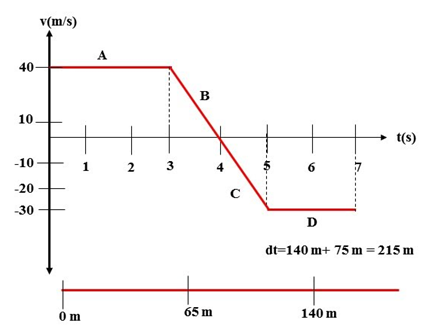 v(m/s)
A
40
B
10
t(s)
1 2 3 4 5 6 7
-10
-20
C
-30
D
dt=140 m+ 75 m = 215 m
0 m 65 m 140 m